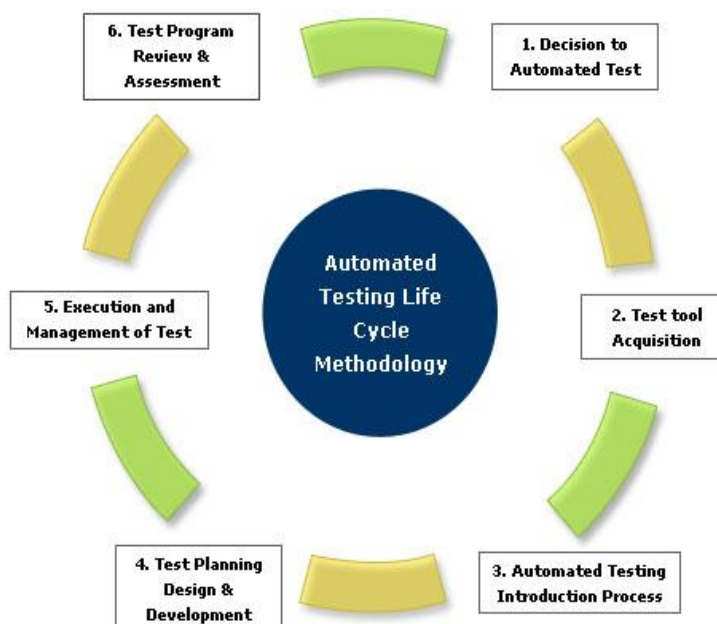 Automated
Testing Life
Cycle
Methodology
1. Decision to
Automated Test
2. Test tool
Acquisition
3. Automated Testing
Introduction Process
4. Test Planning
Design &
Development
5. Execution and
Management of Test
6. Test Program
Review &
Assessment